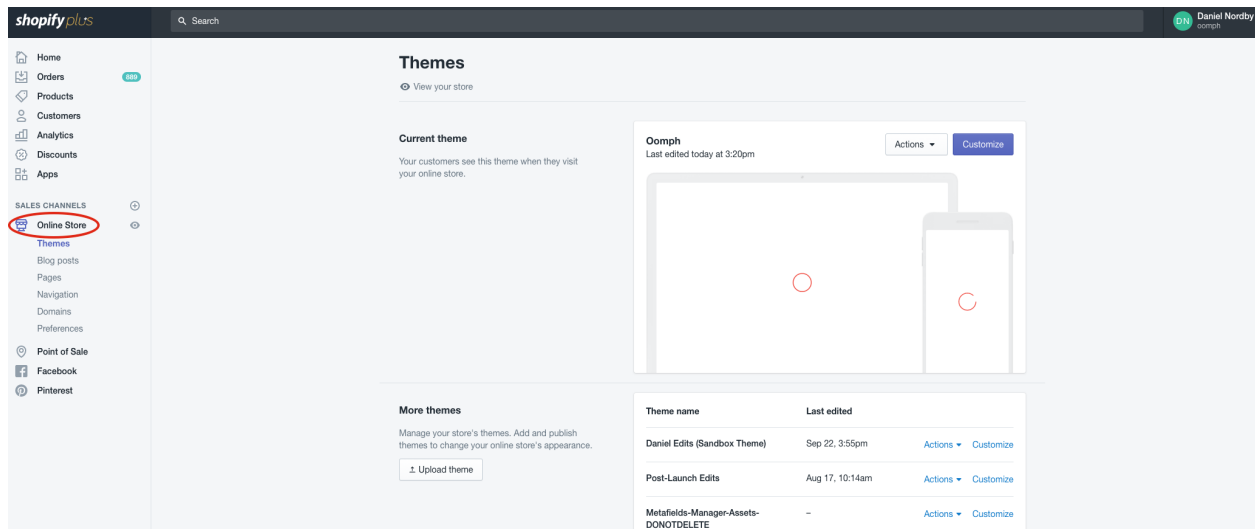 shopifyplus
Search
DN
Daniel Nordby
oomph
Home
Orders 689
Products
Customers
Analytics
Discounts
Apps
SALES CHANNELS
Online Store
Themes
Blog posts
Pages
Navigation
Domains
Preferences
Point of Sale
Facebook
Pinterest
Themes
View your store
Current theme
Your customers see this theme when they visit
your online store.
Oomph
Last edited today at 3:20pm
Actions
Customize
More themes
Manage your store's themes. Add and publish
themes to change your online store's appearance.
Upload theme
Theme name Last edited
Daniel Edits (Sandbox Theme) Sep 22, 3:55pm Actions Customize
Post-Launch Edits Aug 17, 10:14am Actions Customize
Metafields-Manager-Assets- – Actions Customize
DONOTDELETE